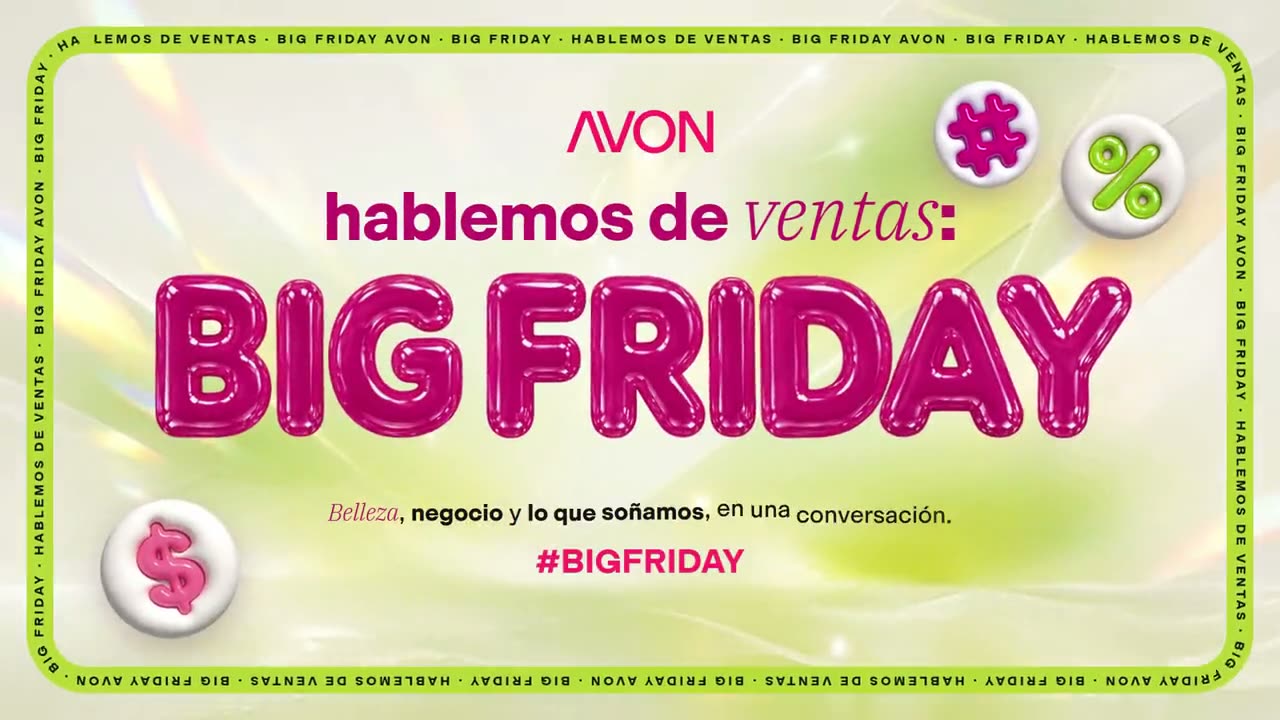 HA LEMOS DE VENTAS · BIG FRIDAY AVON · BIG FRIDAY · HABLEMOS DE VENTAS · BIG FRIDAY AVON · BIG FRIDAY · HABLEMOS DE VENTAS · BIG FRIDAY AVON · BIG FRIDAY · HABLEMOS DE VENTAS · BIG FRIDAY AVON · BIG FRIDAY · HABLEMOS DE VENTAS · BIG FRIDAY AVON · BIG FRIDAY · HABLEMOS DE VENTAS · BIG FRIDAY AVON · BIG FRIDAY · HABLEMOS DE VENTAS · BIG FRIDAY AVON · BIG FRIDAY ·
AVON
#
%
hablemos de ventas:
BIG FRIDAY
Belleza, negocio y lo que soñamos, en una conversación.
$
#BIGFRIDAY